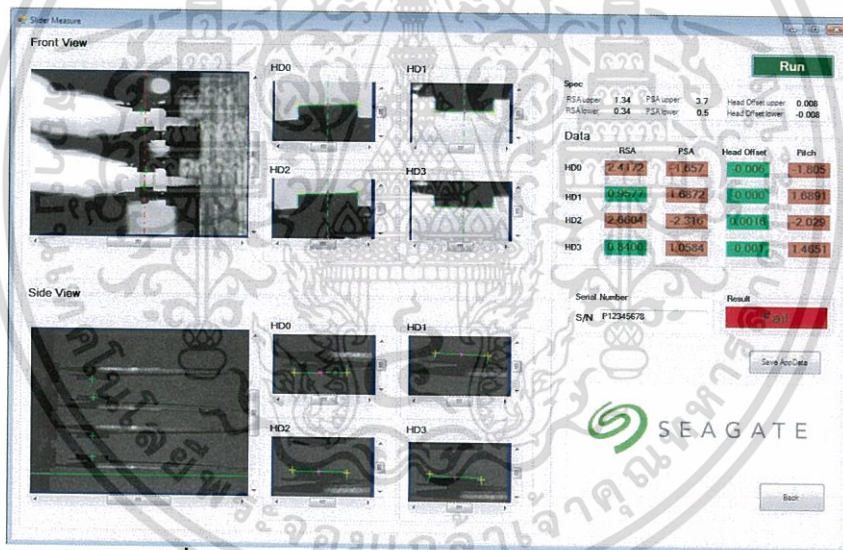 Slider Measure
Front View
HD0
HD1
HD2
HD3
Run
Spec
RSA upper 1.34 PSA upper 3.7 Head Offset upper 0.008
RSA lower 0.34 PSA lower 0.5 Head Offset lower -0.008
Data
RSA PSA Head Offset Pitch
HD0 2.4172 -1.657 -0.006 -1.805
HD1 0.9577 1.6872 -0.000 1.6891
HD2 2.6604 -2.316 0.0016 -2.029
HD3 0.8400 1.0584 0.001 1.4651
Side View
HD0
HD1
HD2
HD3
Serial Number
S/N P12345678
Result
Fail
Save AppData
SEAGATE
Back